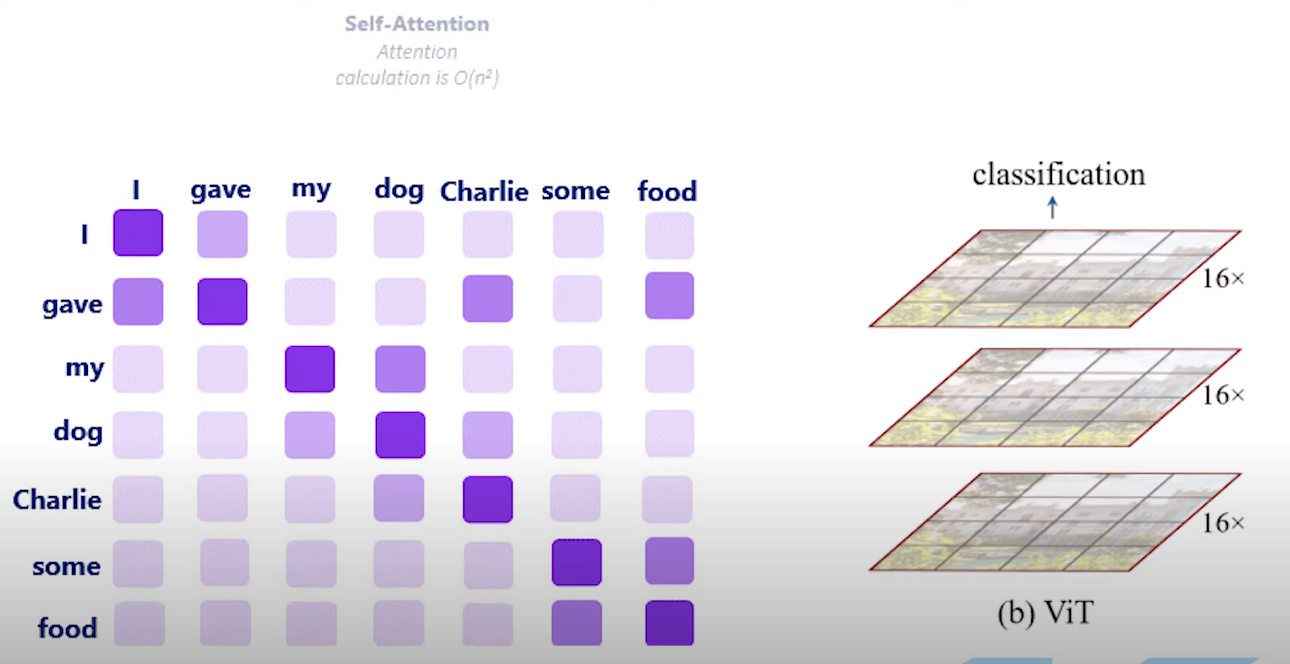 Self-Attention
Attention
calculation is O(n²)
I gave my dog Charlie some food
I
gave
my
dog
Charlie
some
food
classification
16×
16×
16×
(b) ViT